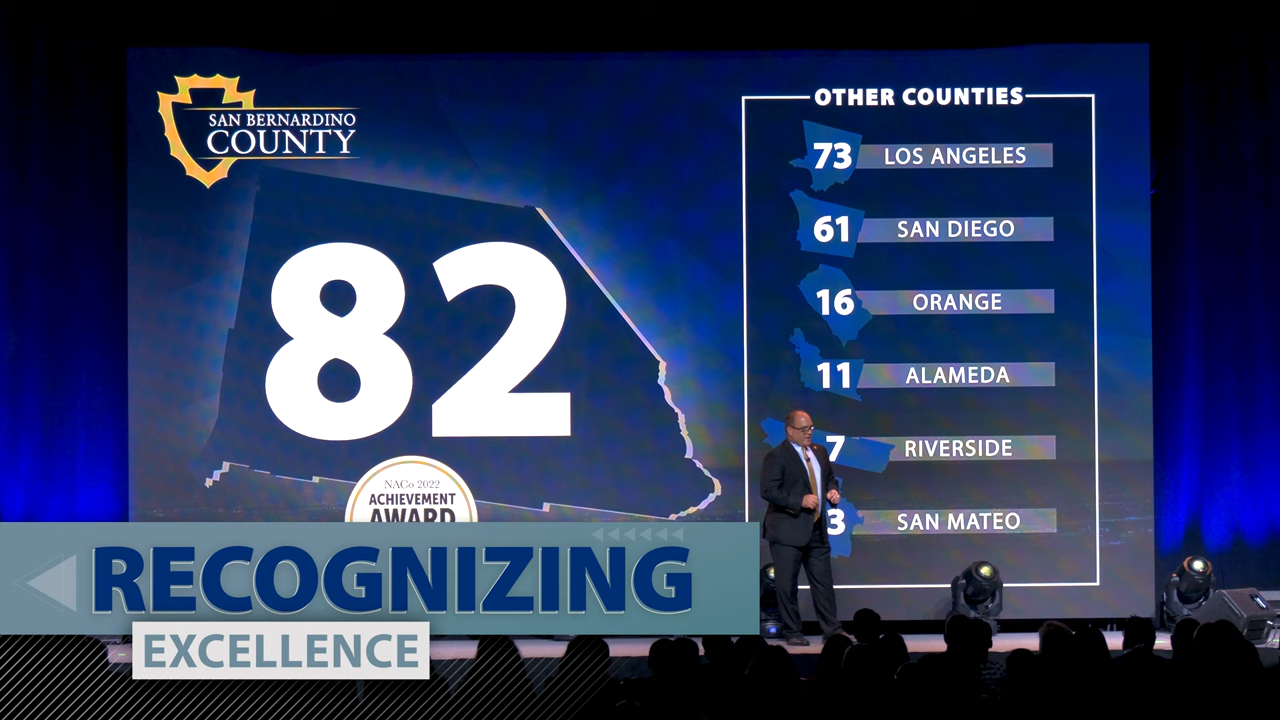 SAN BERNARDINO
COUNTY
82
NACo 2022
ACHIEVEMENT
AWARD
OTHER COUNTIES
73 LOS ANGELES
61 SAN DIEGO
16 ORANGE
11 ALAMEDA
7 RIVERSIDE
3 SAN MATEO
RECOGNIZING
EXCELLENCE